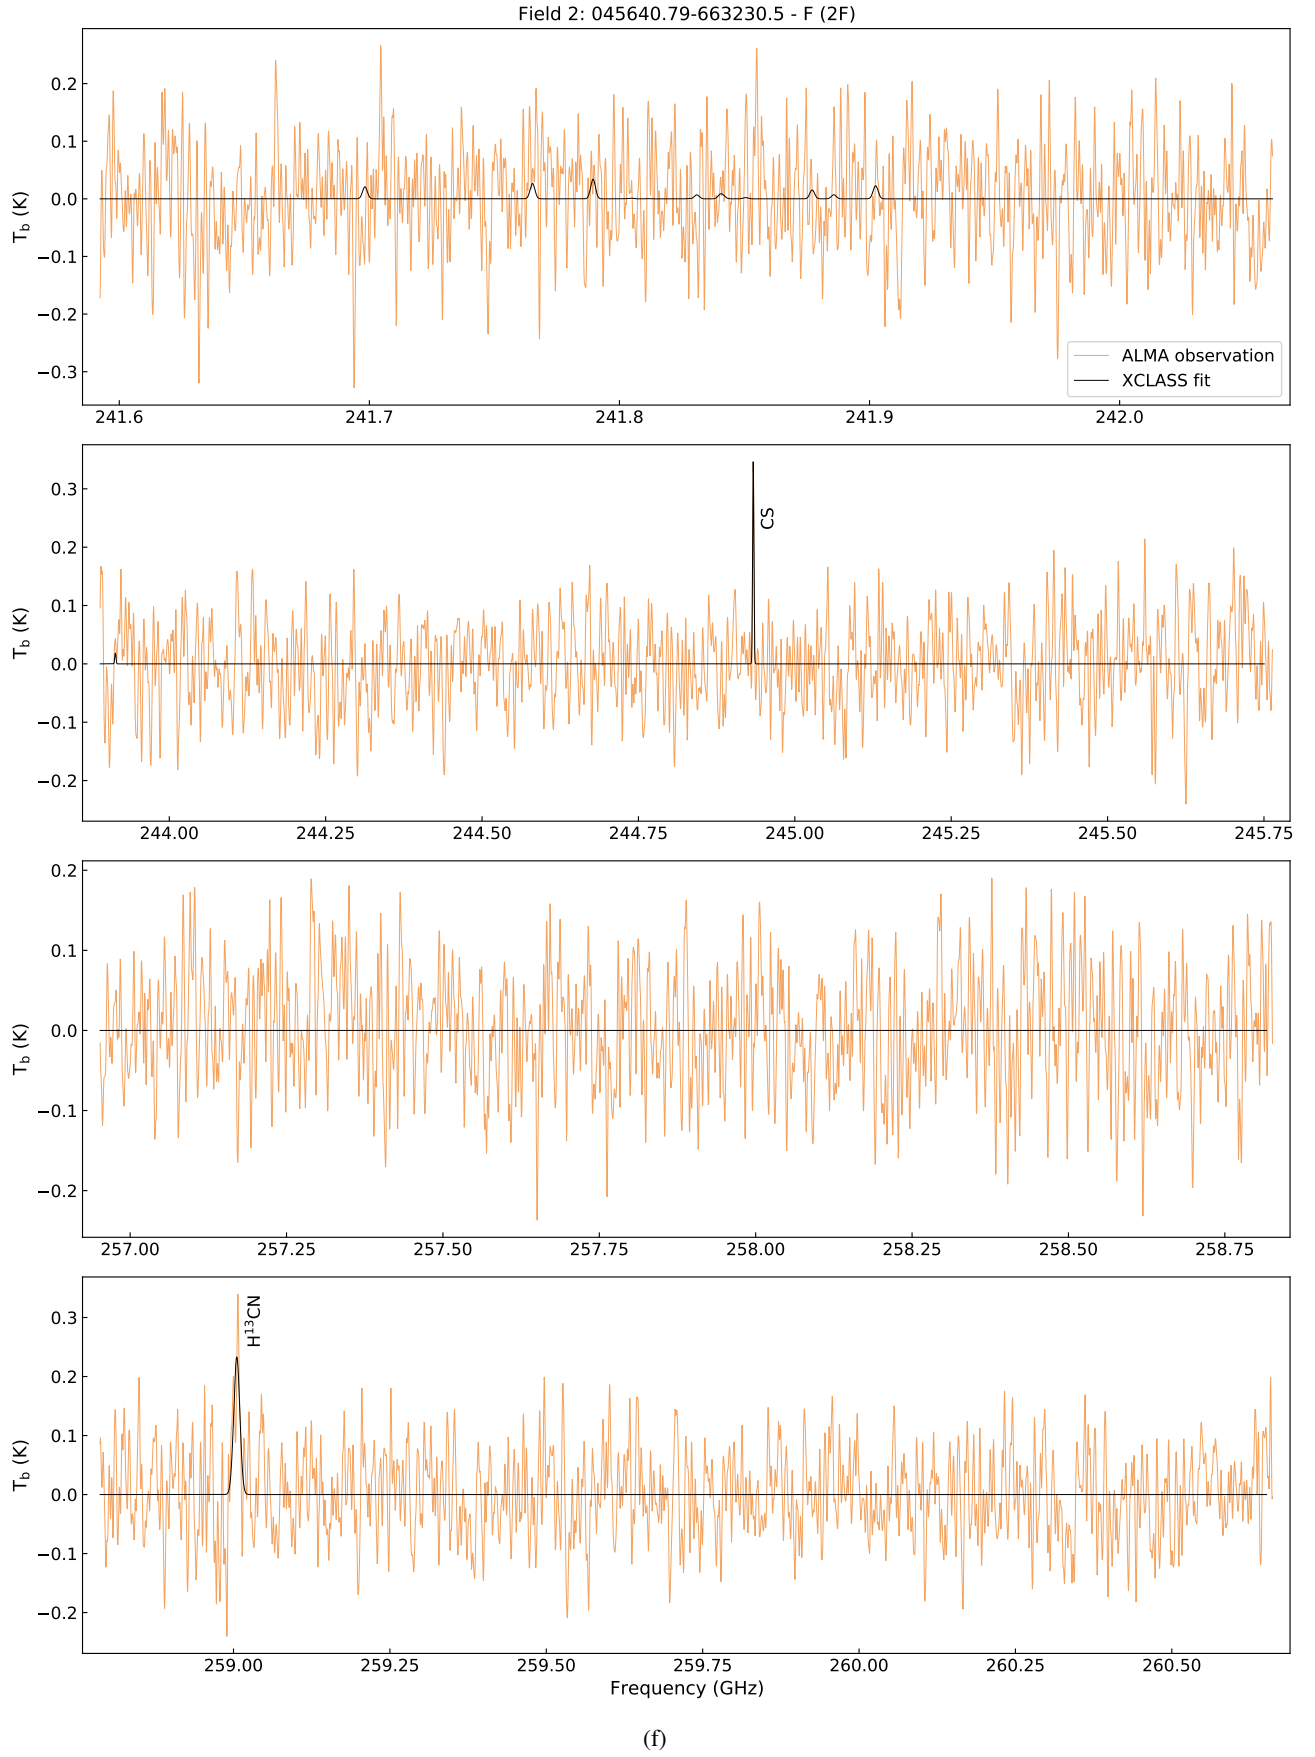 Field 2: 045640.79-663230.5 - F (2F)
0.2
0.1
0.0
−0.1
−0.2
−0.3
T_b (K)
ALMA observation
XCLASS fit
241.6 241.7 241.8 241.9 242.0
0.3
0.2
0.1
0.0
−0.1
−0.2
T_b (K)
CS
244.00 244.25 244.50 244.75 245.00 245.25 245.50 245.75
0.2
0.1
0.0
−0.1
−0.2
T_b (K)
257.00 257.25 257.50 257.75 258.00 258.25 258.50 258.75
0.3
0.2
0.1
0.0
−0.1
−0.2
T_b (K)
H¹³CN
259.00 259.25 259.50 259.75 260.00 260.25 260.50
Frequency (GHz)
(f)